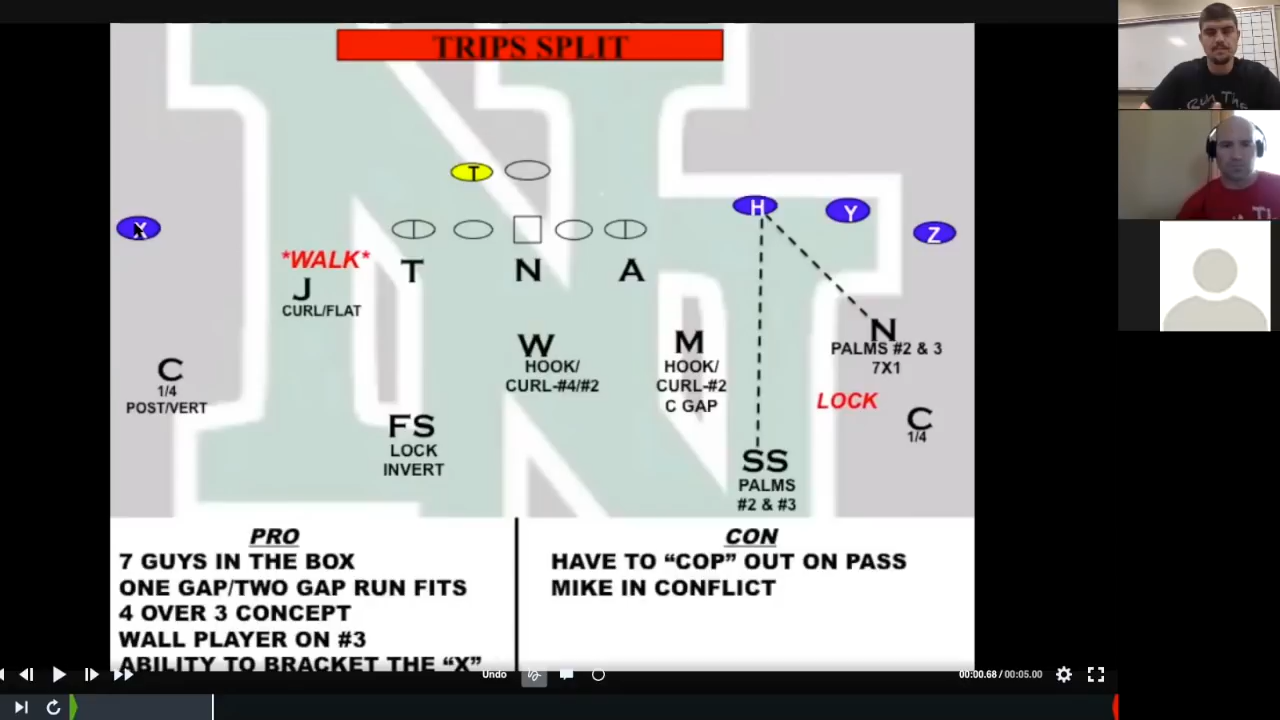 TRIPS SPLIT
T
H
Y
X
Z
*WALK*
T
N
A
J
CURL/FLAT
N
PALMS #2 & 3
7X1
W
HOOK/
CURL-#4/#2
M
HOOK/
CURL-#2
C GAP
C
1/4
POST/VERT
LOCK
C
1/4
FS
LOCK
INVERT
SS
PALMS
#2 & #3
PRO
7 GUYS IN THE BOX
ONE GAP/TWO GAP RUN FITS
4 OVER 3 CONCEPT
WALL PLAYER ON #3
ABILITY TO BRACKET THE “X”
CON
HAVE TO “COP” OUT ON PASS
MIKE IN CONFLICT
Undo
00:00.68 / 00:05.00
Run The